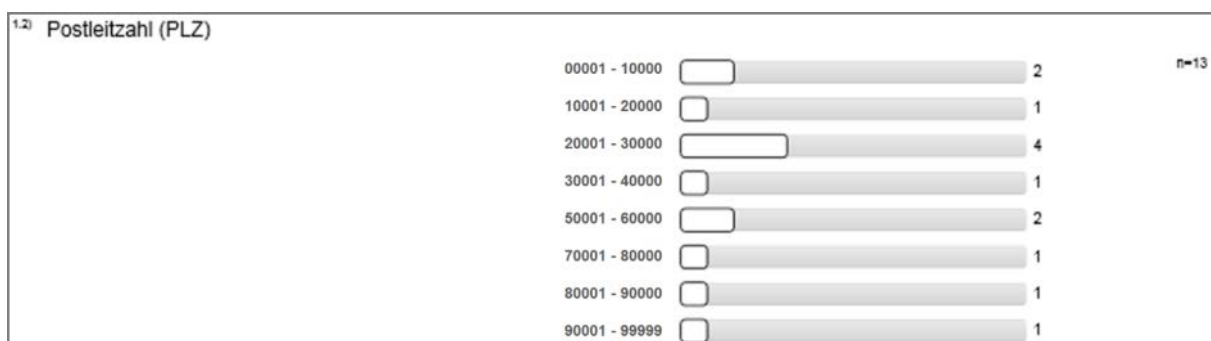 1.2) Postleitzahl (PLZ)
00001 - 10000 2 n=13
10001 - 20000 1
20001 - 30000 4
30001 - 40000 1
50001 - 60000 2
70001 - 80000 1
80001 - 90000 1
90001 - 99999 1